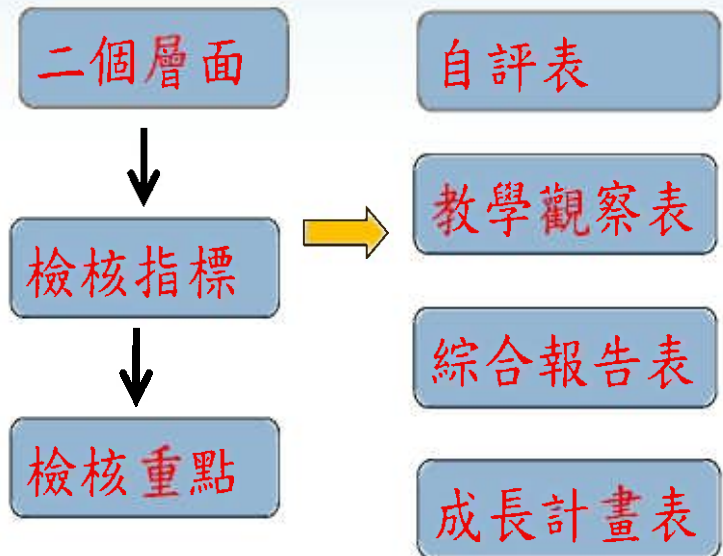 二個層面
檢核指標
檢核重點
自評表
教學觀察表
綜合報告表
成長計畫表